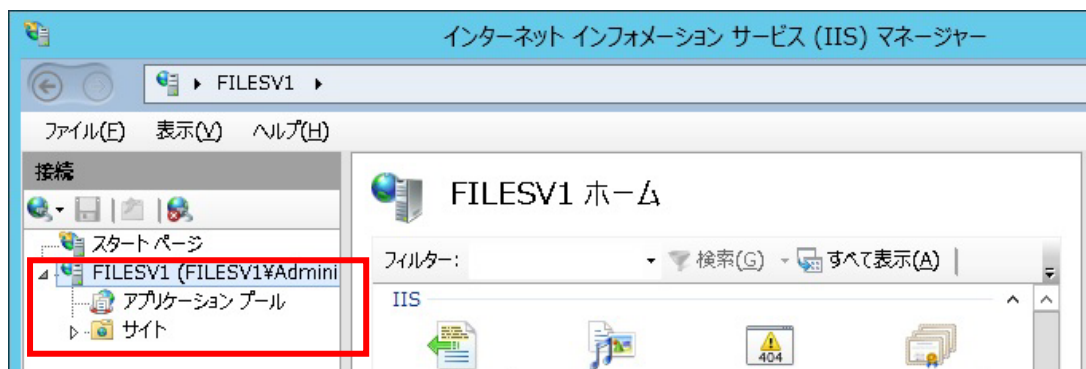 インターネット インフォメーション サービス (IIS) マネージャー
FILESV1
ファイル(F) 表示(V) ヘルプ(H)
接続
スタート ページ
FILESV1 (FILESV1¥Admini
アプリケーション プール
サイト
FILESV1 ホーム
フィルター: 検索(G) すべて表示(A)
IIS
404